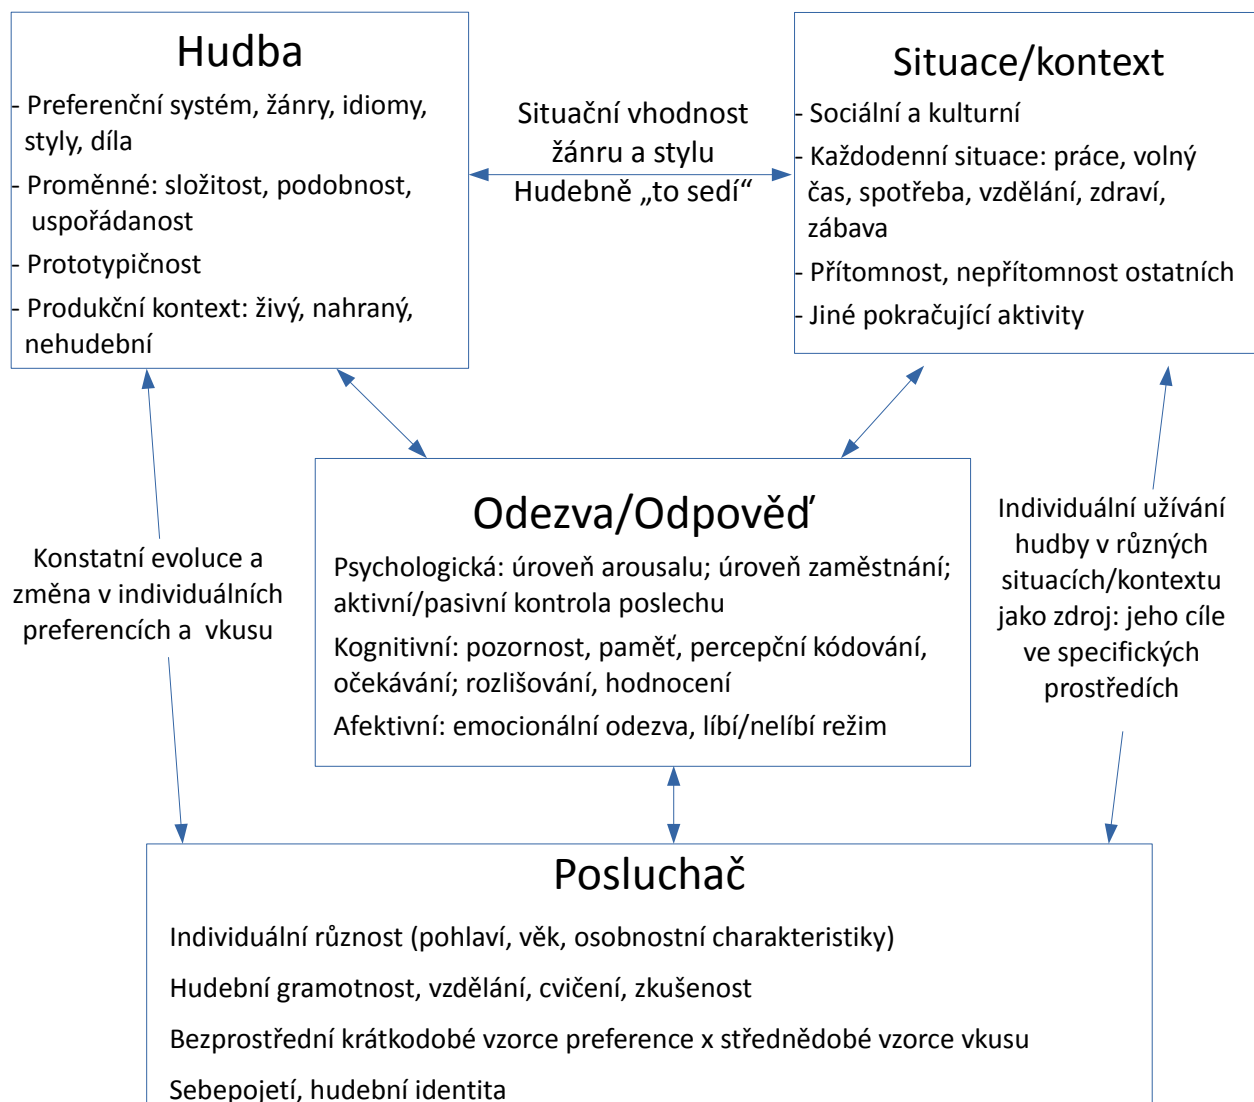 Hudba
- Preferenční systém, žánry, idiomy,
styly, díla
- Proměnné: složitost, podobnost,
uspořádanost
- Prototypičnost
- Produkční kontext: živý, nahraný,
nehudební
Situační vhodnost
žánru a stylu
Hudebně „to sedí“
Situace/kontext
- Sociální a kulturní
- Každodenní situace: práce, volný
čas, spotřeba, vzdělání, zdraví,
zábava
- Přítomnost, nepřítomnost ostatních
- Jiné pokračující aktivity
Konstatní evoluce a
změna v individuálních
preferencích a vkusu
Odezva/Odpověď
Psychologická: úroveň arousalu; úroveň zaměstnání;
aktivní/pasivní kontrola poslechu
Kognitivní: pozornost, paměť, percepční kódování,
očekávání; rozlišování, hodnocení
Afektivní: emocionální odezva, líbí/nelíbí režim
Individuální užívání
hudby v různých
situacích/kontextu
jako zdroj: jeho cíle
ve specifických
prostředích
Posluchač
Individuální různost (pohlaví, věk, osobnostní charakteristiky)
Hudební gramotnost, vzdělání, cvičení, zkušenost
Bezprostřední krátkodobé vzorce preference x střednědobé vzorce vkusu
Sebepojetí, hudební identita